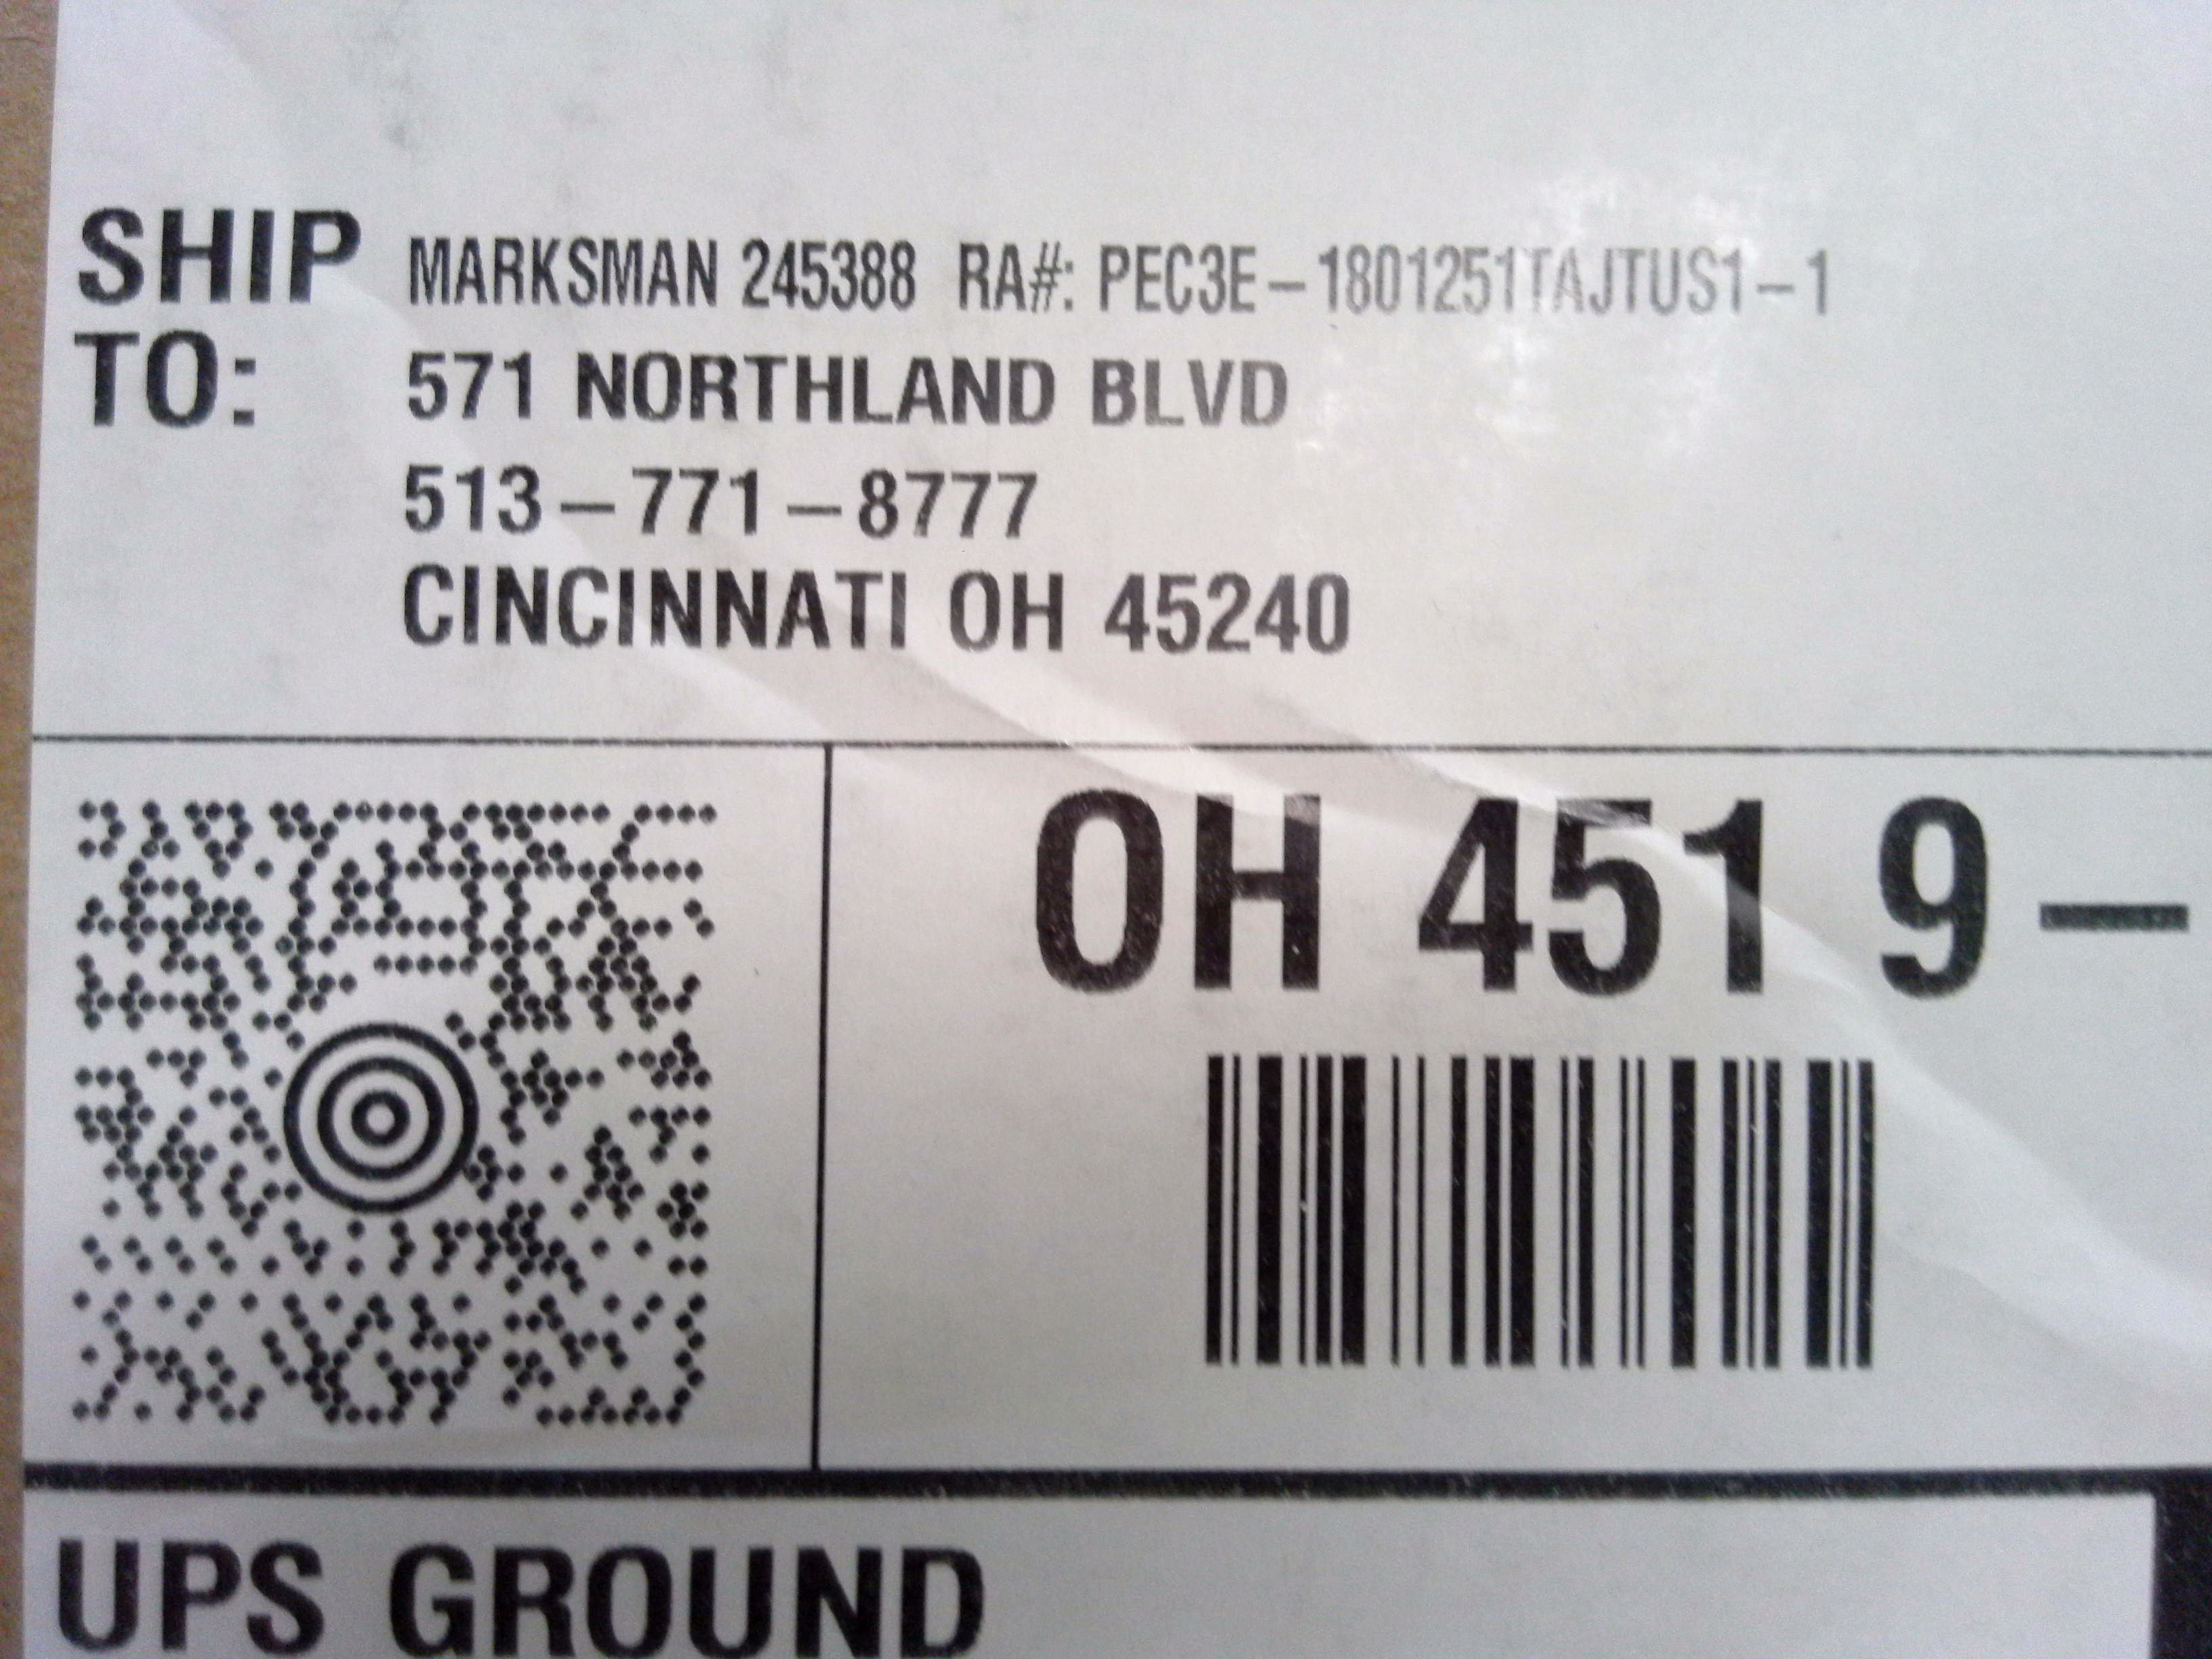 SHIP TO:
MARKSMAN 245388 RA#: PEC3E-1801251TAJTUS1-1
571 NORTHLAND BLVD
513-771-8777
CINCINNATI OH 45240
OH 451 9-
UPS GROUND